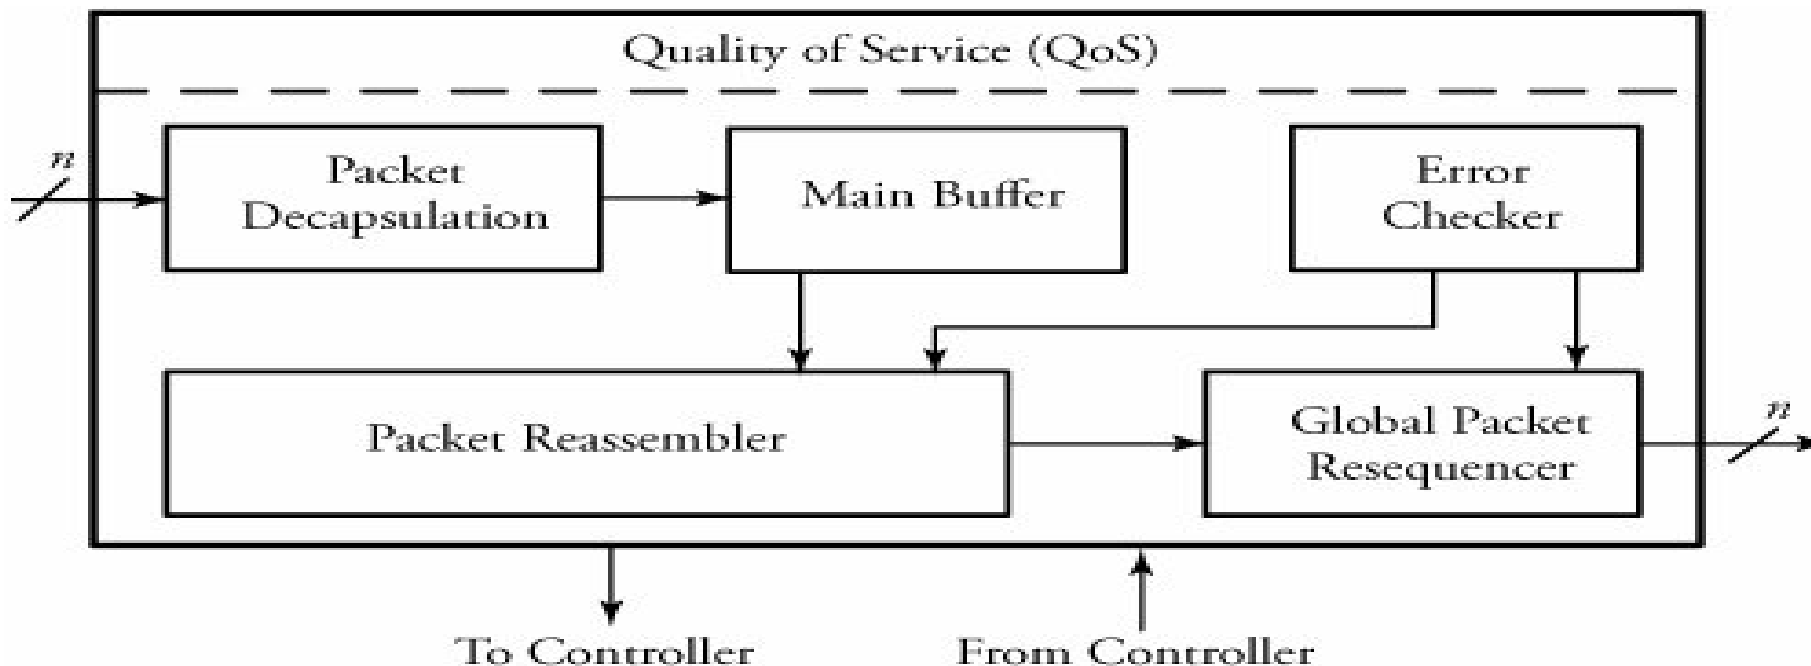 Quality of Service (QoS)
n
Packet
Decapsulation
Main Buffer
Error
Checker
Packet Reassembler
Global Packet
Resequencer
n
To Controller
From Controller